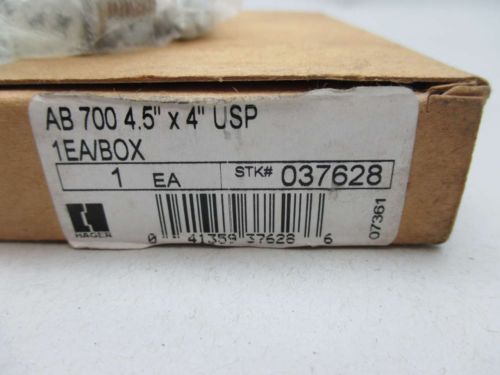 AB 700 4.5" x 4" USP
1EA/BOX
1 EA STK# 037628
HAGER
0 41359 37628 6
07361